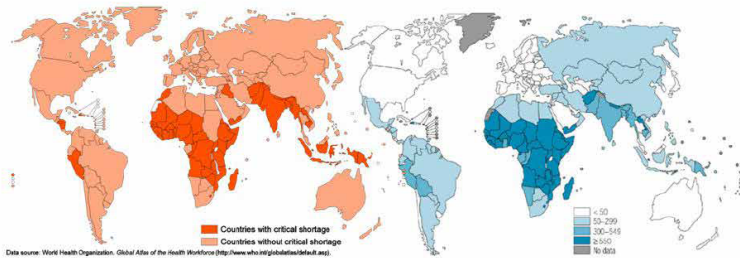 Countries with critical shortage
Countries without critical shortage
Data source: World Health Organization. Global Atlas of the Health Workforce (http://www.who.int/globalatlas/default.asp).
< 50
50–299
300–549
≥550
No data